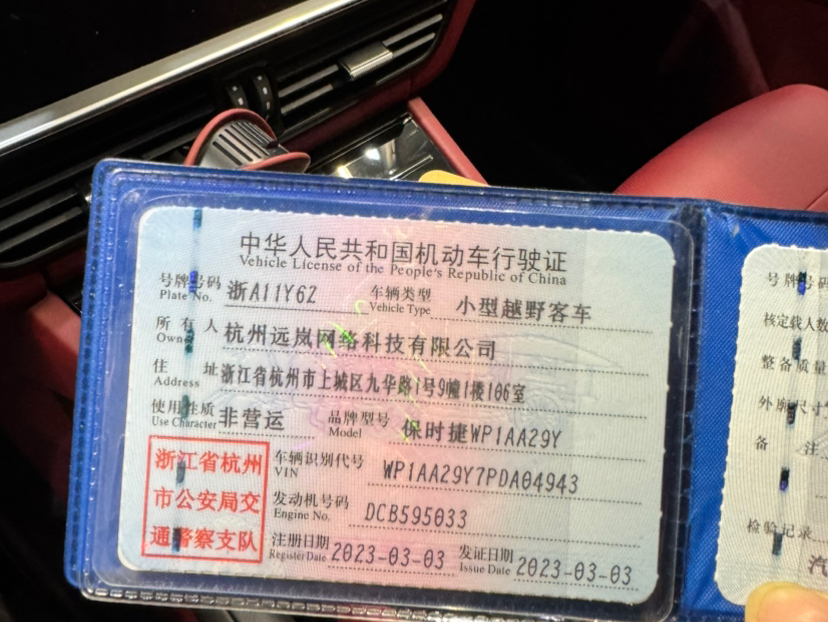 中华人民共和国机动车行驶证
Vehicle License of the People's Republic of China
号牌号码 浙A11Y6Z 车辆类型 小型越野客车
Plate No. Vehicle Type
所有人 杭州远岚网络科技有限公司
Owner
住址 浙江省杭州市上城区九华路1号9幢1楼106室
Address
使用性质 非营运 品牌型号 保时捷WP1AA29Y
Use Character Model
浙江省杭州
市公安局交
通警察支队
车辆识别代号 WP1AA29Y7PDA04943
VIN
发动机号码 DCB595033
Engine No.
注册日期 2023-03-03 发证日期 2023-03-03
Register Date Issue Date
号牌号码
核定载人数
整备质量
外廓尺寸
备注
检验记录
汽